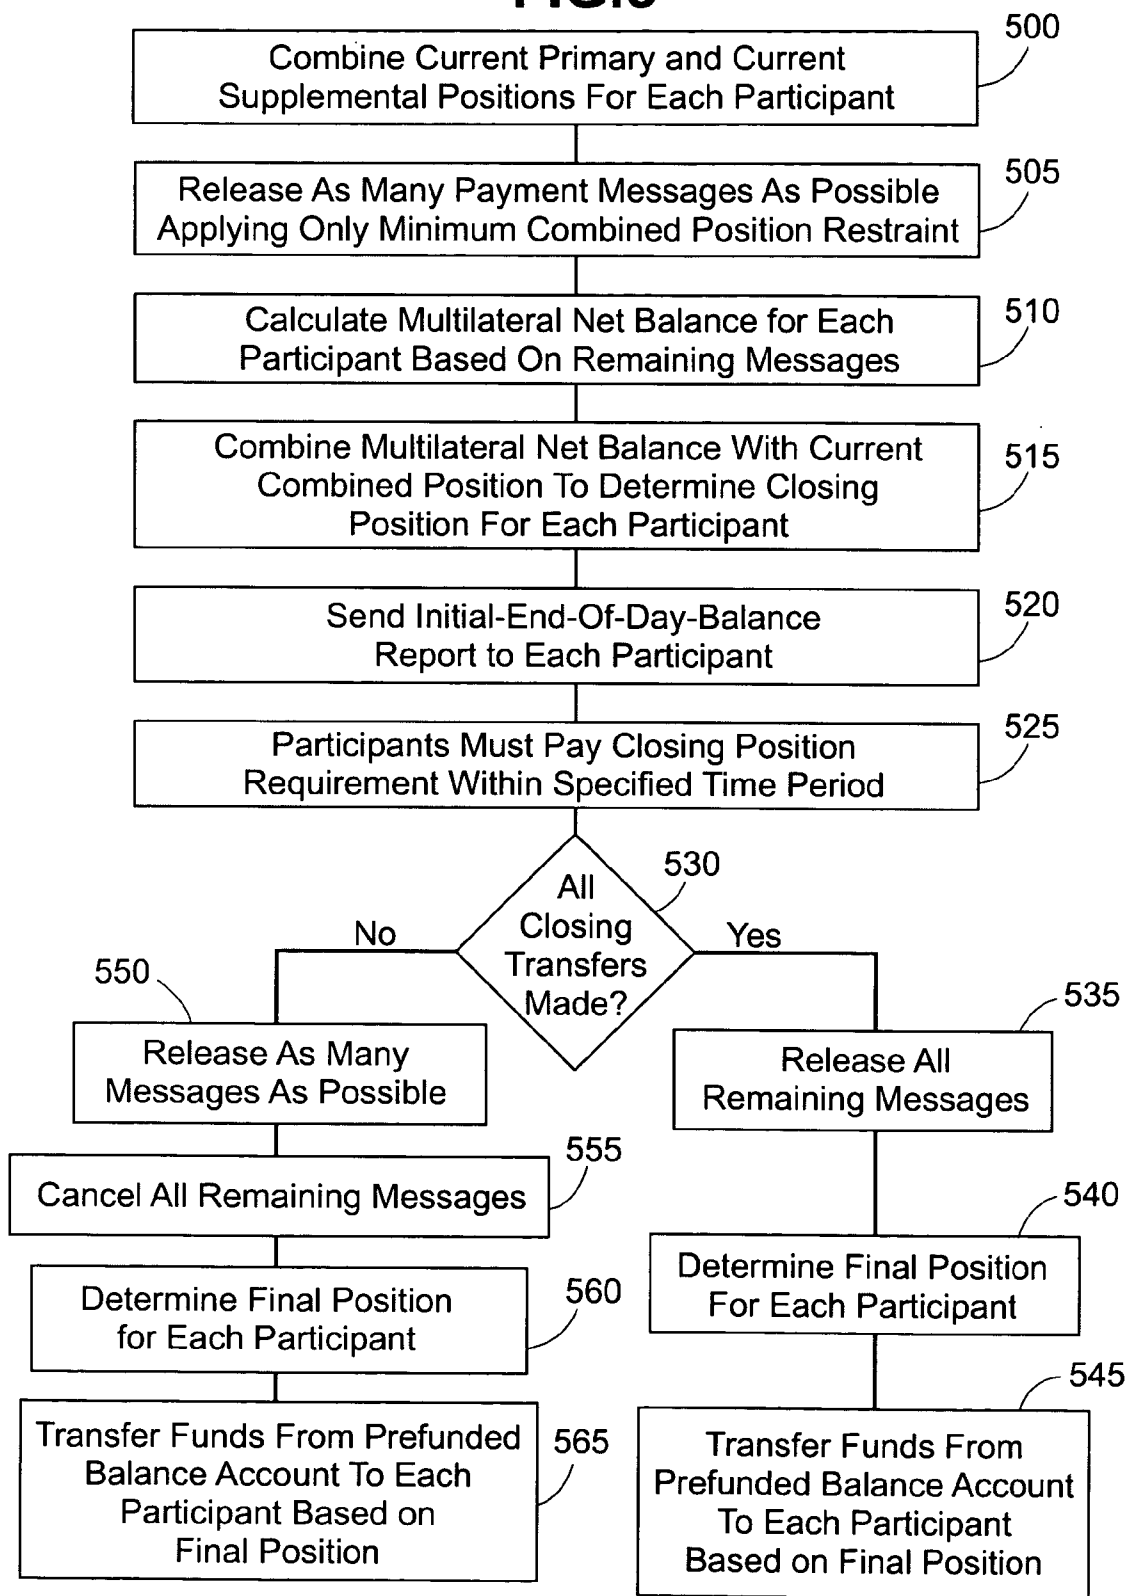 500
Combine Current Primary and Current
Supplemental Positions For Each Participant
505
Release As Many Payment Messages As Possible
Applying Only Minimum Combined Position Restraint
510
Calculate Multilateral Net Balance for Each
Participant Based On Remaining Messages
515
Combine Multilateral Net Balance With Current
Combined Position To Determine Closing
Position For Each Participant
520
Send Initial-End-Of-Day-Balance
Report to Each Participant
525
Participants Must Pay Closing Position
Requirement Within Specified Time Period
530
All
Closing
Transfers
Made?
No
Yes
550
Release As Many
Messages As Possible
555
Cancel All Remaining Messages
560
Determine Final Position
for Each Participant
565
Transfer Funds From Prefunded
Balance Account To Each
Participant Based on
Final Position
535
Release All
Remaining Messages
540
Determine Final Position
For Each Participant
545
Transfer Funds From
Prefunded Balance Account
To Each Participant
Based on Final Position